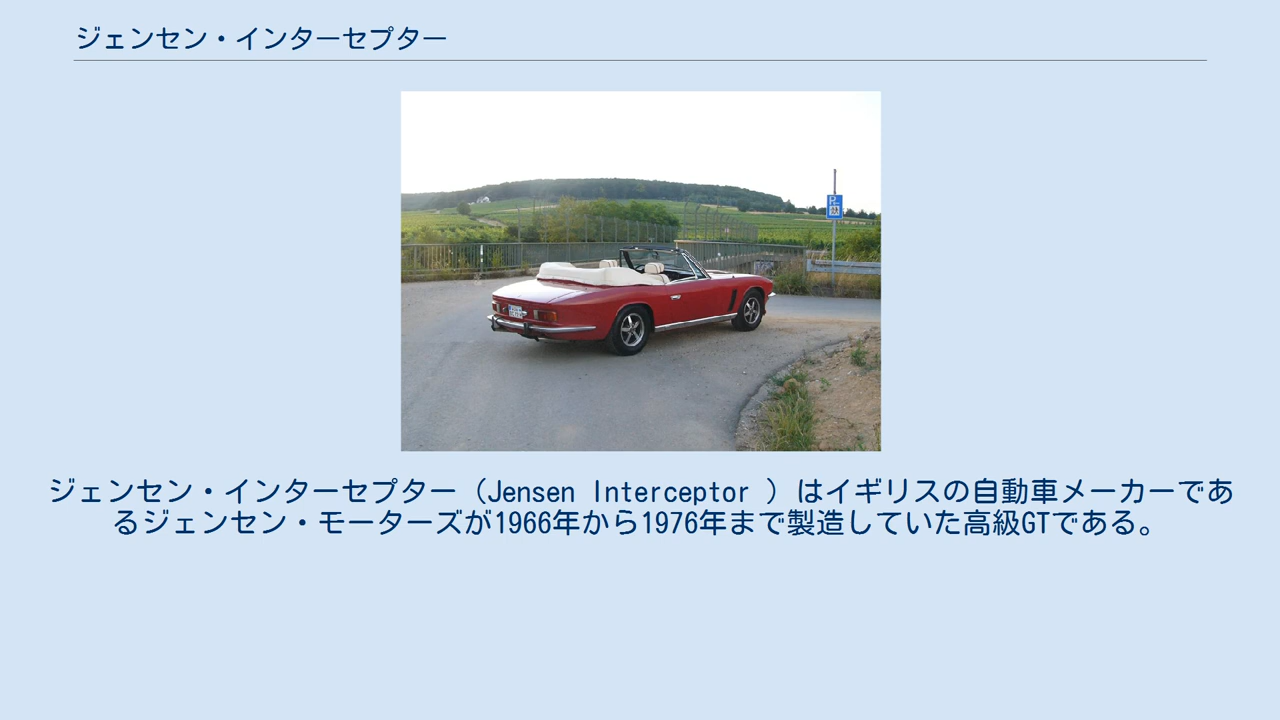 ジェンセン・インターセプター
ジェンセン・インターセプター（Jensen Interceptor ）はイギリスの自動車メーカーであ
るジェンセン・モーターズが1966年から1976年まで製造していた高級GTである。